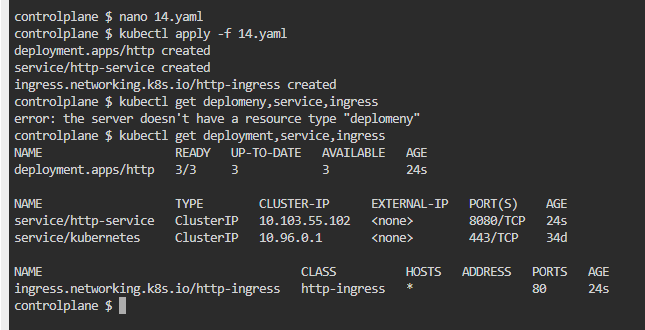 controlplane $ nano 14.yaml
controlplane $ kubectl apply -f 14.yaml
deployment.apps/http created
service/http-service created
ingress.networking.k8s.io/http-ingress created
controlplane $ kubectl get deplomeny,service,ingress
error: the server doesn't have a resource type "deplomeny"
controlplane $ kubectl get deployment,service,ingress
NAME READY UP-TO-DATE AVAILABLE AGE
deployment.apps/http 3/3 3 3 24s
NAME TYPE CLUSTER-IP EXTERNAL-IP PORT(S) AGE
service/http-service ClusterIP 10.103.55.102 <none> 8080/TCP 24s
service/kubernetes ClusterIP 10.96.0.1 <none> 443/TCP 34d
NAME CLASS HOSTS ADDRESS PORTS AGE
ingress.networking.k8s.io/http-ingress http-ingress * 80 24s
controlplane $